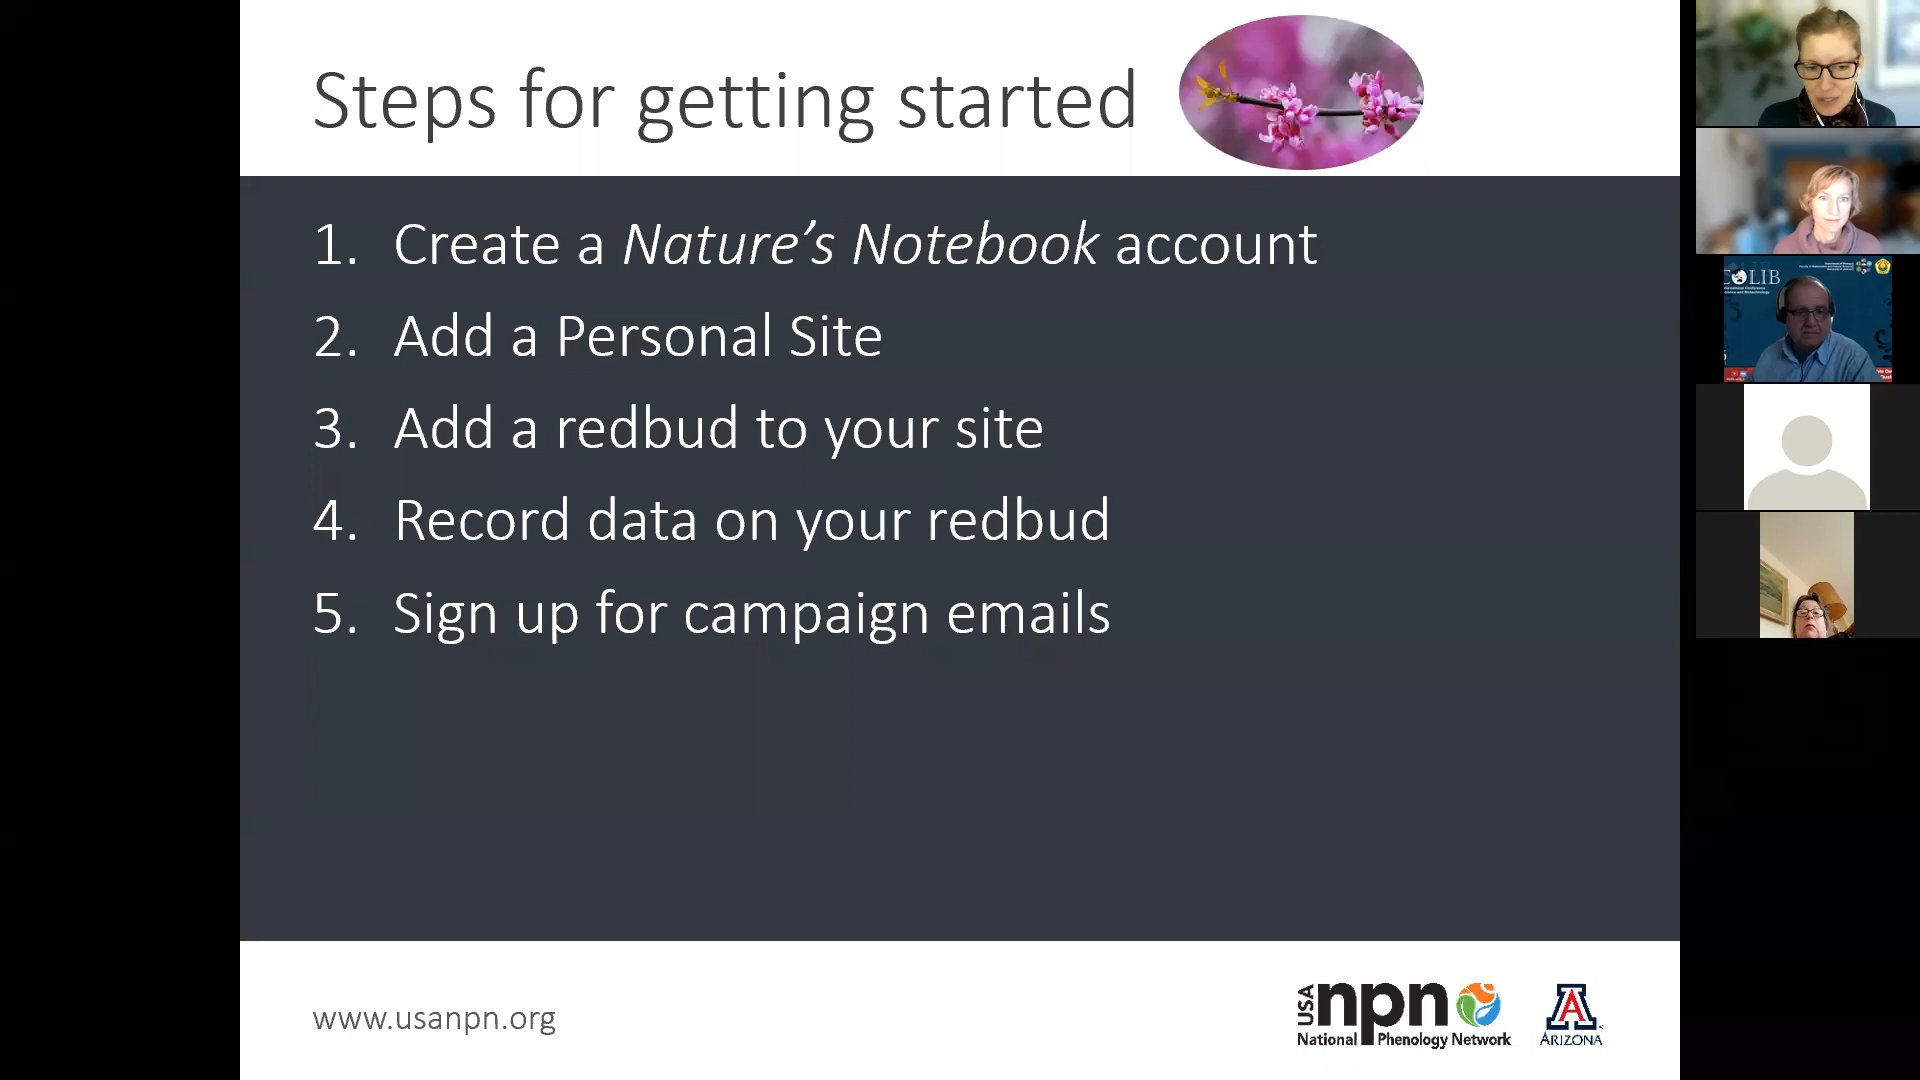 Steps for getting started
1. Create a Nature’s Notebook account
2. Add a Personal Site
3. Add a redbud to your site
4. Record data on your redbud
5. Sign up for campaign emails
www.usanpn.org
USA npn
National Phenology Network
ARIZONA